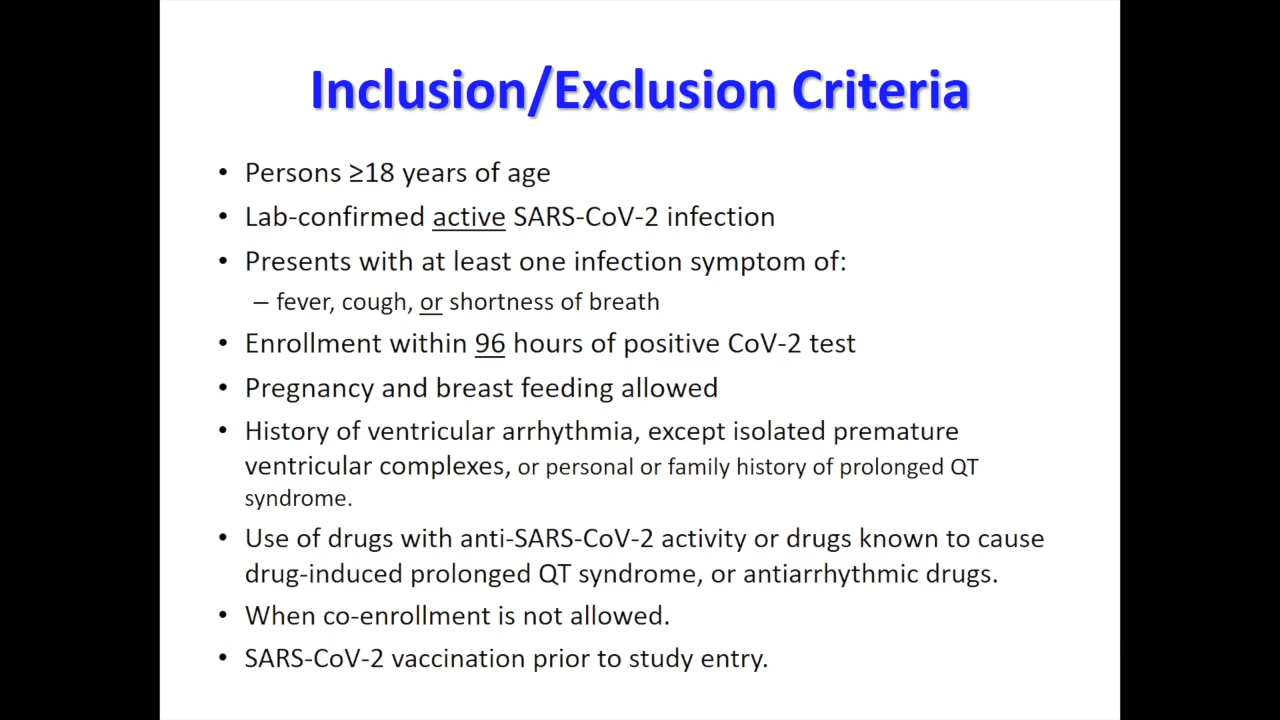 Inclusion/Exclusion Criteria
• Persons ≥18 years of age
• Lab-confirmed active SARS-CoV-2 infection
• Presents with at least one infection symptom of:
– fever, cough, or shortness of breath
• Enrollment within 96 hours of positive CoV-2 test
• Pregnancy and breast feeding allowed
• History of ventricular arrhythmia, except isolated premature
ventricular complexes, or personal or family history of prolonged QT
syndrome.
• Use of drugs with anti-SARS-CoV-2 activity or drugs known to cause
drug-induced prolonged QT syndrome, or antiarrhythmic drugs.
• When co-enrollment is not allowed.
• SARS-CoV-2 vaccination prior to study entry.